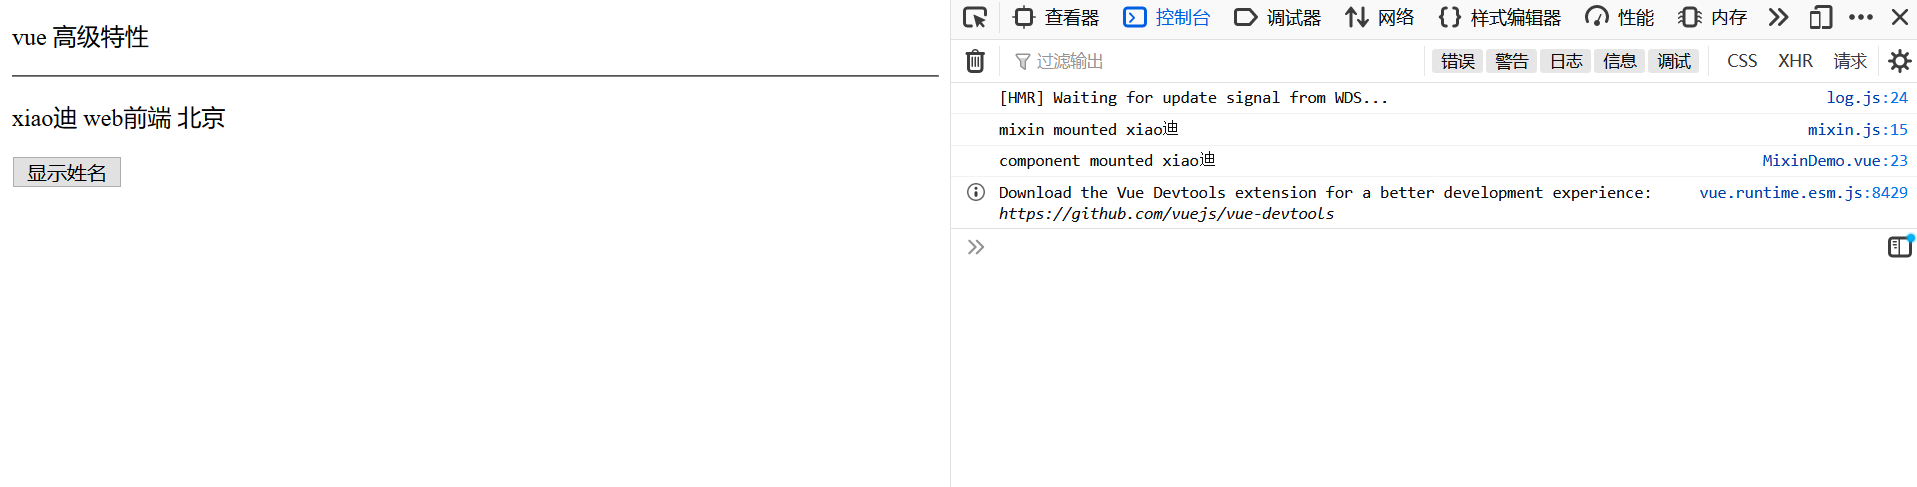 vue 高级特性
xiao迪 web前端 北京
显示姓名
查看器 控制台 调试器 网络 样式编辑器 性能 内存
过滤输出 错误 警告 日志 信息 调试 CSS XHR 请求
[HMR] Waiting for update signal from WDS... log.js:24
mixin mounted xiao迪 mixin.js:15
component mounted xiao迪 MixinDemo.vue:23
Download the Vue Devtools extension for a better development experience: vue.runtime.esm.js:8429
https://github.com/vuejs/vue-devtools